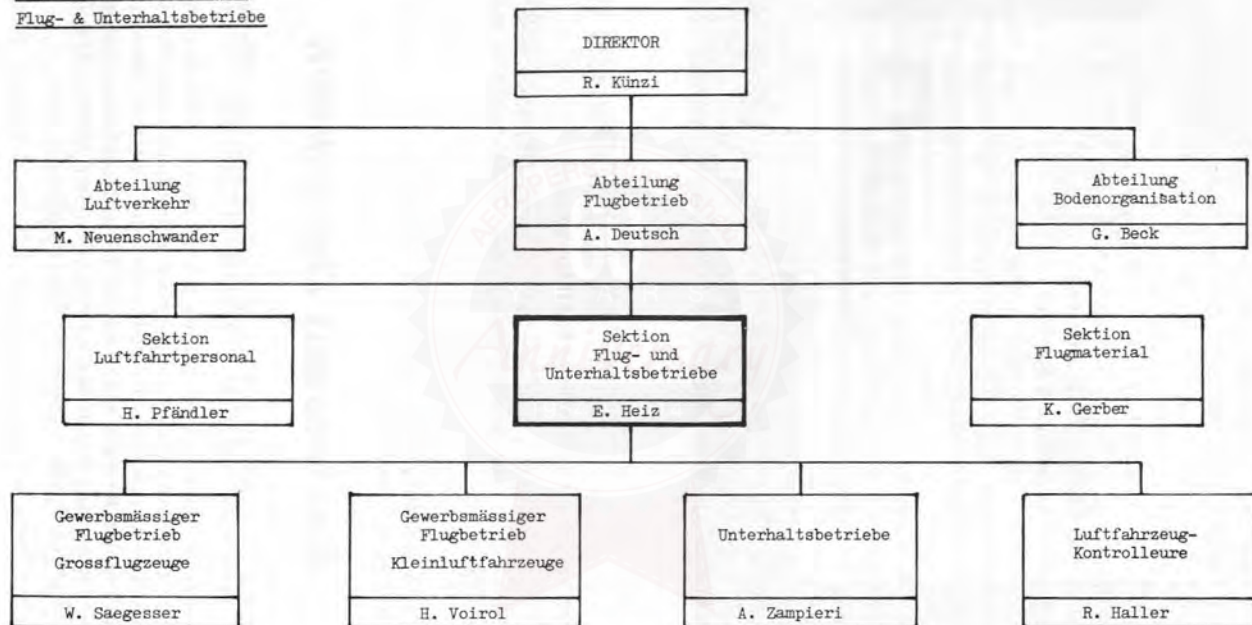 Flug- & Unterhaltsbetriebe
DIREKTOR
R. Künzi
Abteilung
Luftverkehr
M. Neuenschwander
Abteilung
Flugbetrieb
A. Deutsch
Abteilung
Bodenorganisation
G. Beck
Sektion
Luftfahrtpersonal
H. Pfändler
Sektion
Flug- und
Unterhaltsbetriebe
E. Heiz
Sektion
Flugmaterial
K. Gerber
Gewerbsmässiger
Flugbetrieb
Grossflugzeuge
W. Saegesser
Gewerbsmässiger
Flugbetrieb
Kleinluftfahrzeuge
H. Voirol
Unterhaltsbetriebe
A. Zampieri
Luftfahrzeug-
Kontrolleure
R. Haller
Anniversary